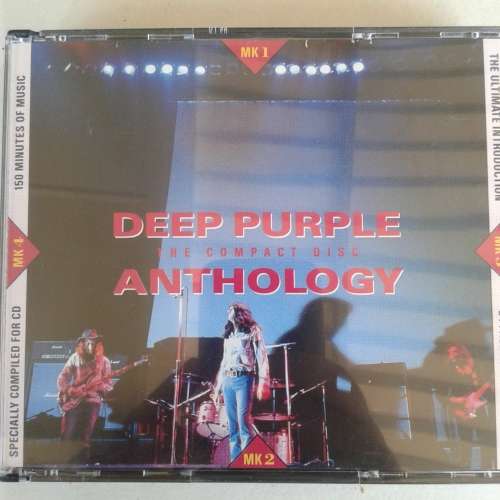 MK 1
DEEP PURPLE
THE COMPACT DISC
ANTHOLOGY
MK 2
SPECIALLY COMPILED FOR CD
MK 4
150 MINUTES OF MUSIC
THE ULTIMATE INTRODUCTION